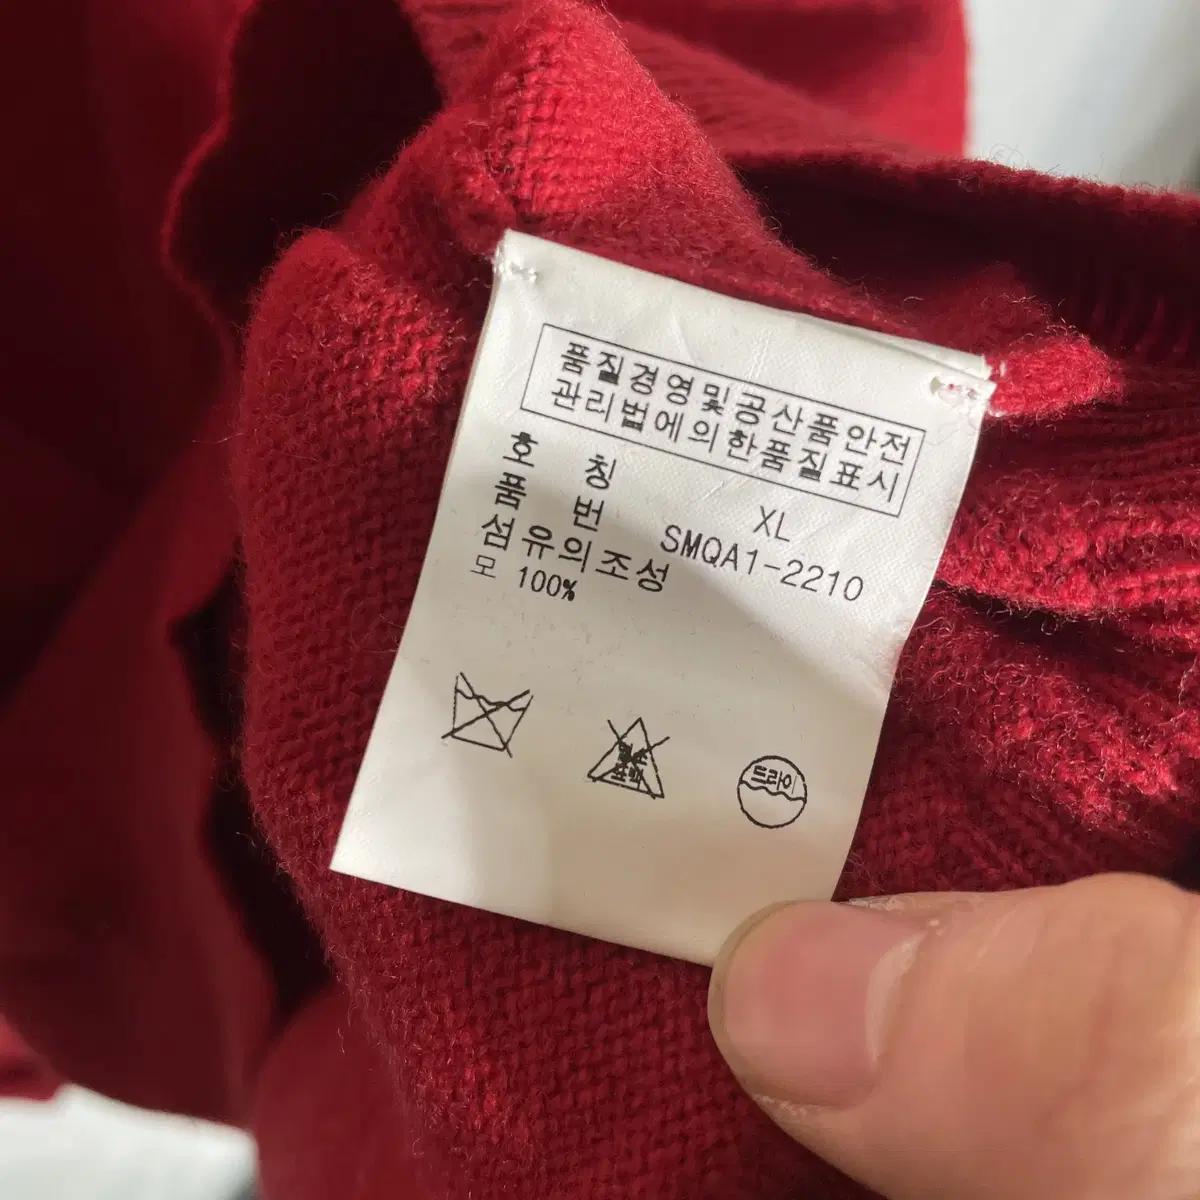 품질경영및공산품안전
관리법에의한품질표시
호 칭 XL
품 번 SMQA1-2210
섬유의조성
모 100%
드라이